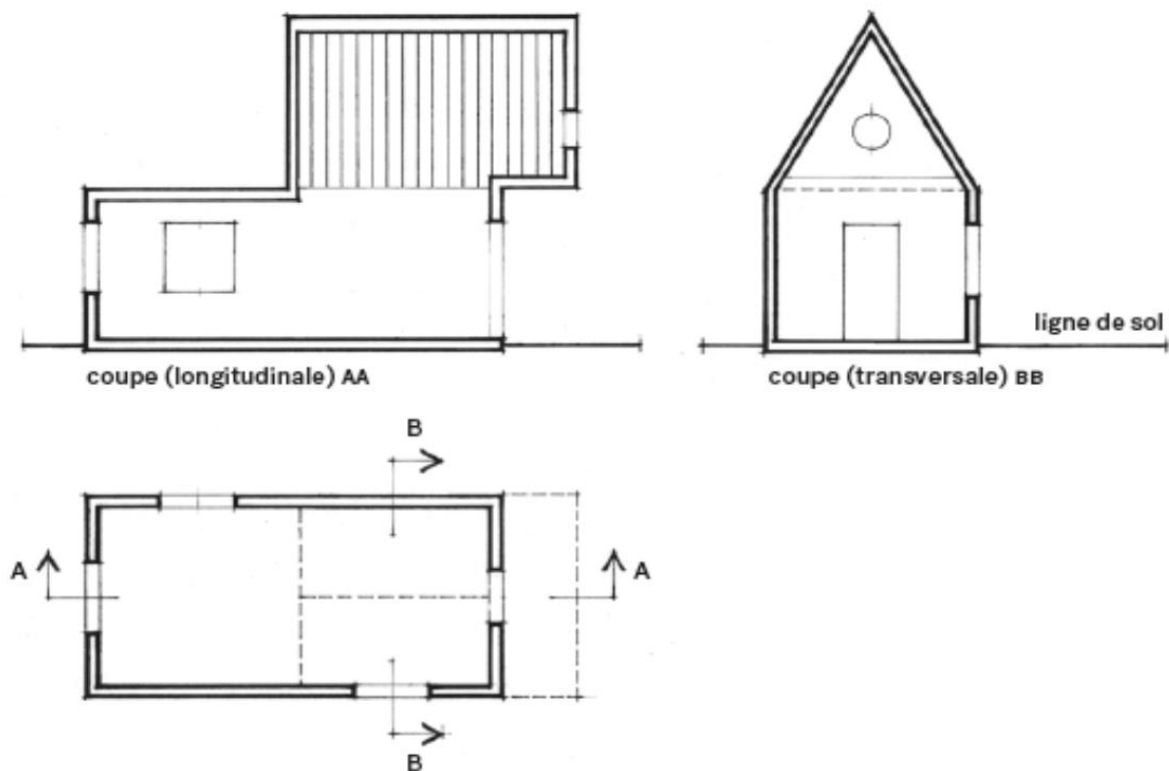 ligne de sol
coupe (longitudinale) AA
coupe (transversale) BB
B
A
A
B